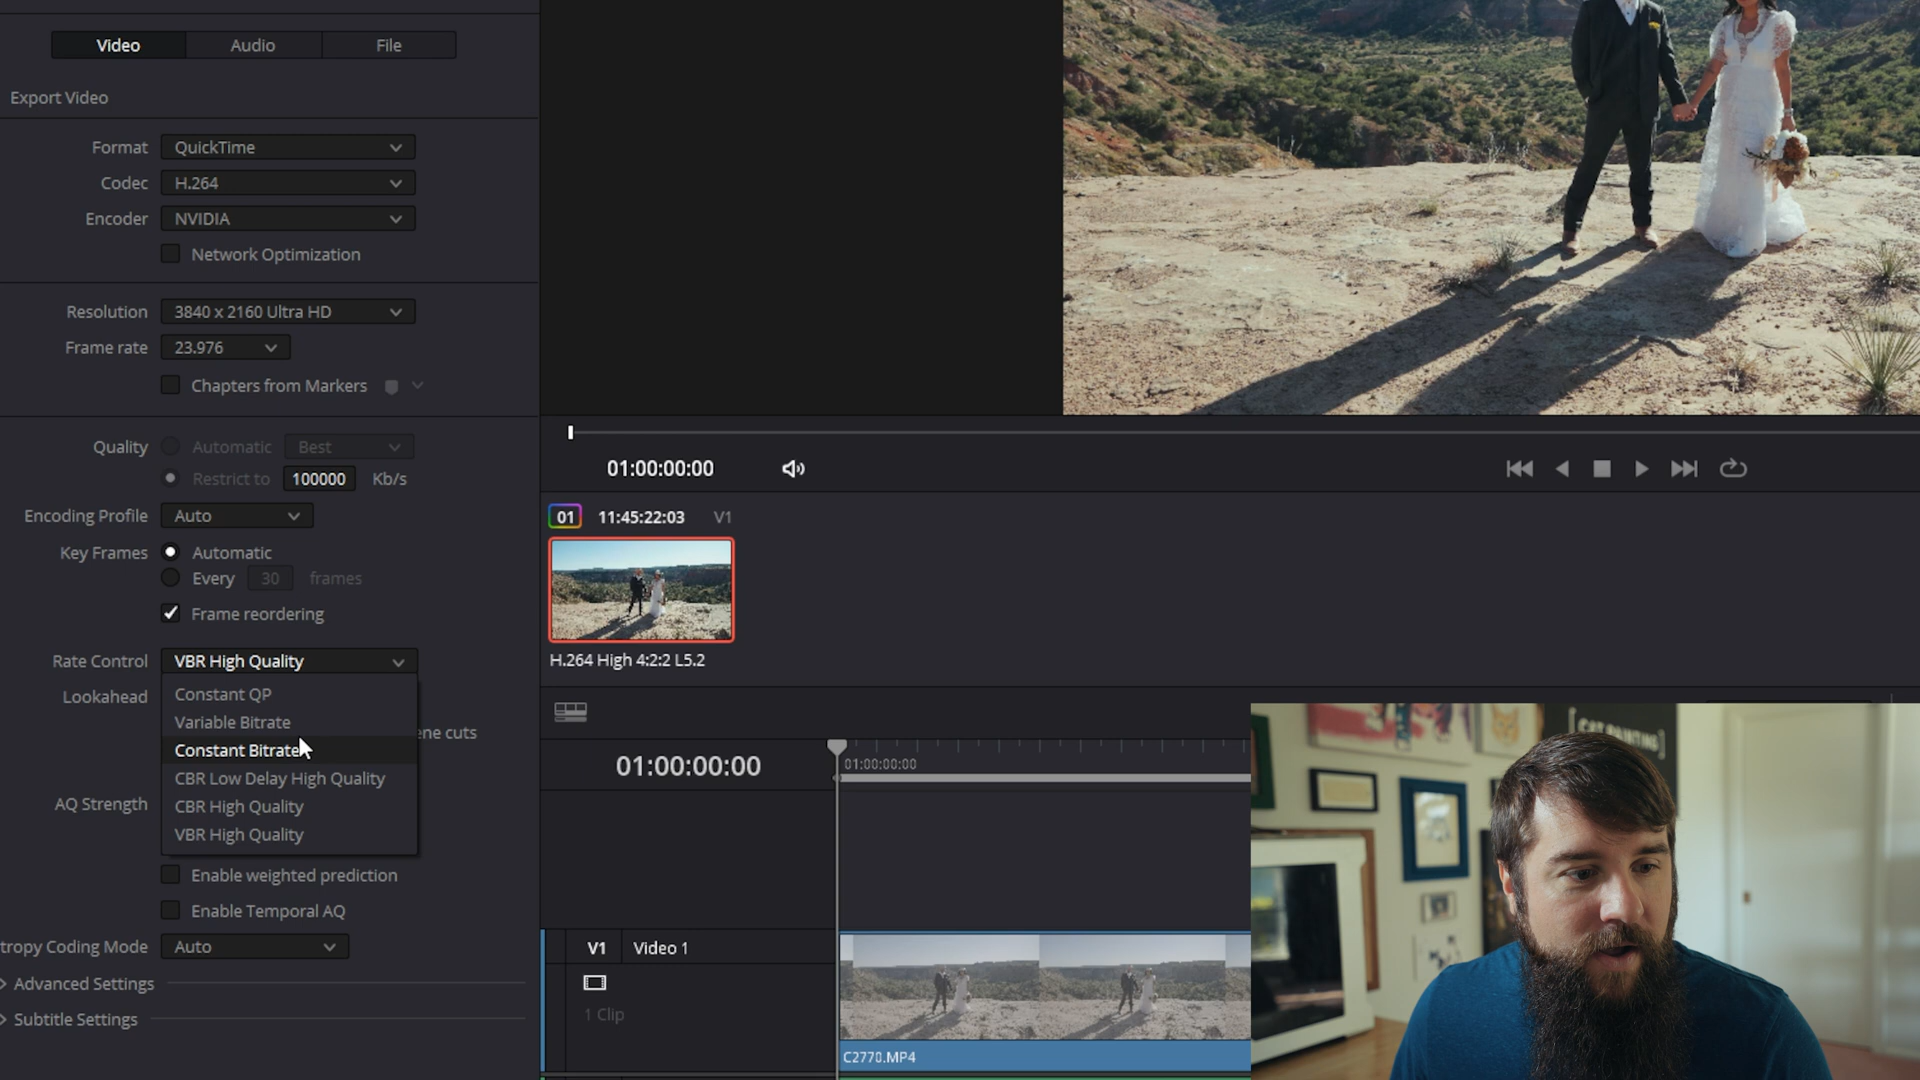 Video
Audio
File
Export Video
Format
QuickTime
Codec
H.264
Encoder
NVIDIA
Network Optimization
Resolution
3840 x 2160 Ultra HD
Frame rate
23.976
Chapters from Markers
Quality
Automatic
Best
Restrict to
100000
Kb/s
Encoding Profile
Auto
Key Frames
Automatic
Every
30
frames
Frame reordering
Rate Control
VBR High Quality
Lookahead
Constant QP
Variable Bitrate
ene cuts
Constant Bitrate
CBR Low Delay High Quality
AQ Strength
CBR High Quality
VBR High Quality
Enable weighted prediction
Enable Temporal AQ
tropy Coding Mode
Auto
Advanced Settings
Subtitle Settings
01:00:00:00
01
11:45:22:03
V1
H.264 High 4:2:2 L5.2
01:00:00:00
01:00:00:00
V1
Video 1
1 Clip
C2770.MP4